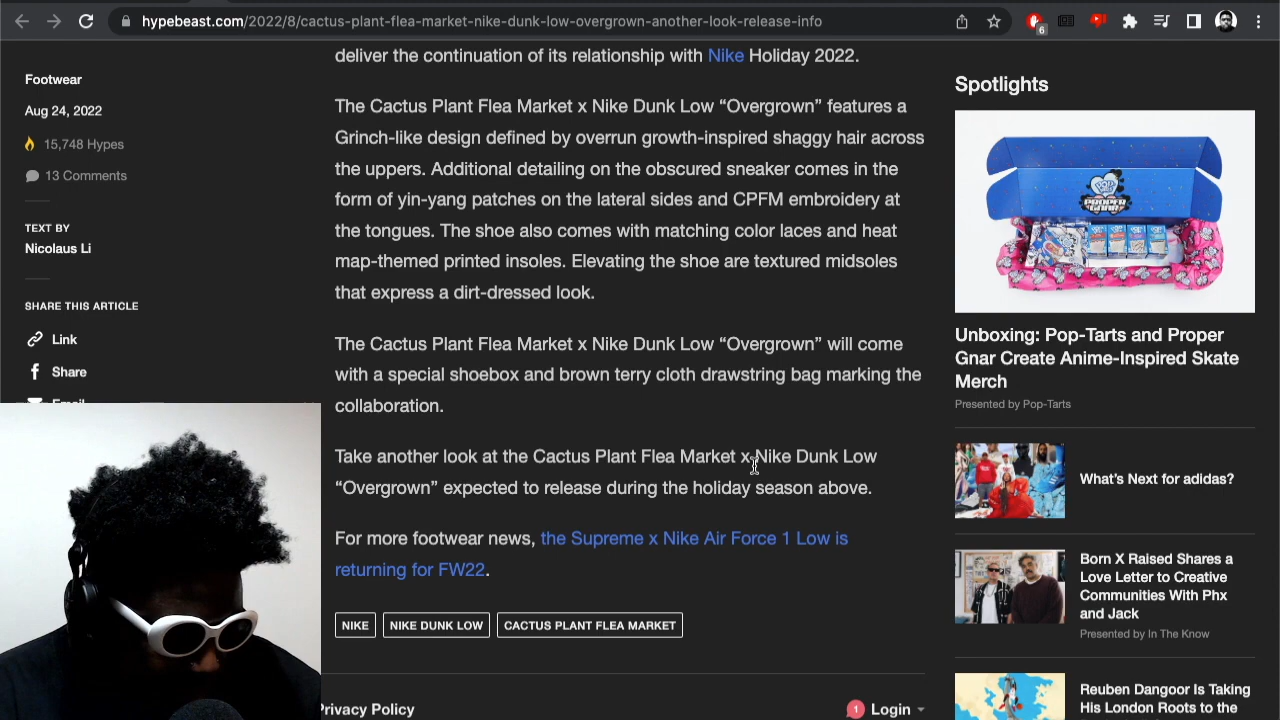 hypebeast.com/2022/8/cactus-plant-flea-market-nike-dunk-low-overgrown-another-look-release-info
6
Footwear
Aug 24, 2022
15,748 Hypes
13 Comments
TEXT BY
Nicolaus Li
SHARE THIS ARTICLE
Link
Share
Email
deliver the continuation of its relationship with Nike Holiday 2022.
The Cactus Plant Flea Market x Nike Dunk Low “Overgrown” features a
Grinch-like design defined by overrun growth-inspired shaggy hair across
the uppers. Additional detailing on the obscured sneaker comes in the
form of yin-yang patches on the lateral sides and CPFM embroidery at
the tongues. The shoe also comes with matching color laces and heat
map-themed printed insoles. Elevating the shoe are textured midsoles
that express a dirt-dressed look.
The Cactus Plant Flea Market x Nike Dunk Low “Overgrown” will come
with a special shoebox and brown terry cloth drawstring bag marking the
collaboration.
Take another look at the Cactus Plant Flea Market x Nike Dunk Low
“Overgrown” expected to release during the holiday season above.
For more footwear news, the Supreme x Nike Air Force 1 Low is
returning for FW22.
NIKE
NIKE DUNK LOW
CACTUS PLANT FLEA MARKET
Privacy Policy
1
Login
Spotlights
POP
PROPER
GNAR
Unboxing: Pop-Tarts and Proper
Gnar Create Anime-Inspired Skate
Merch
Presented by Pop-Tarts
What’s Next for adidas?
Born X Raised Shares a
Love Letter to Creative
Communities With Phx
and Jack
Presented by In The Know
Reuben Dangoor Is Taking
His London Roots to the